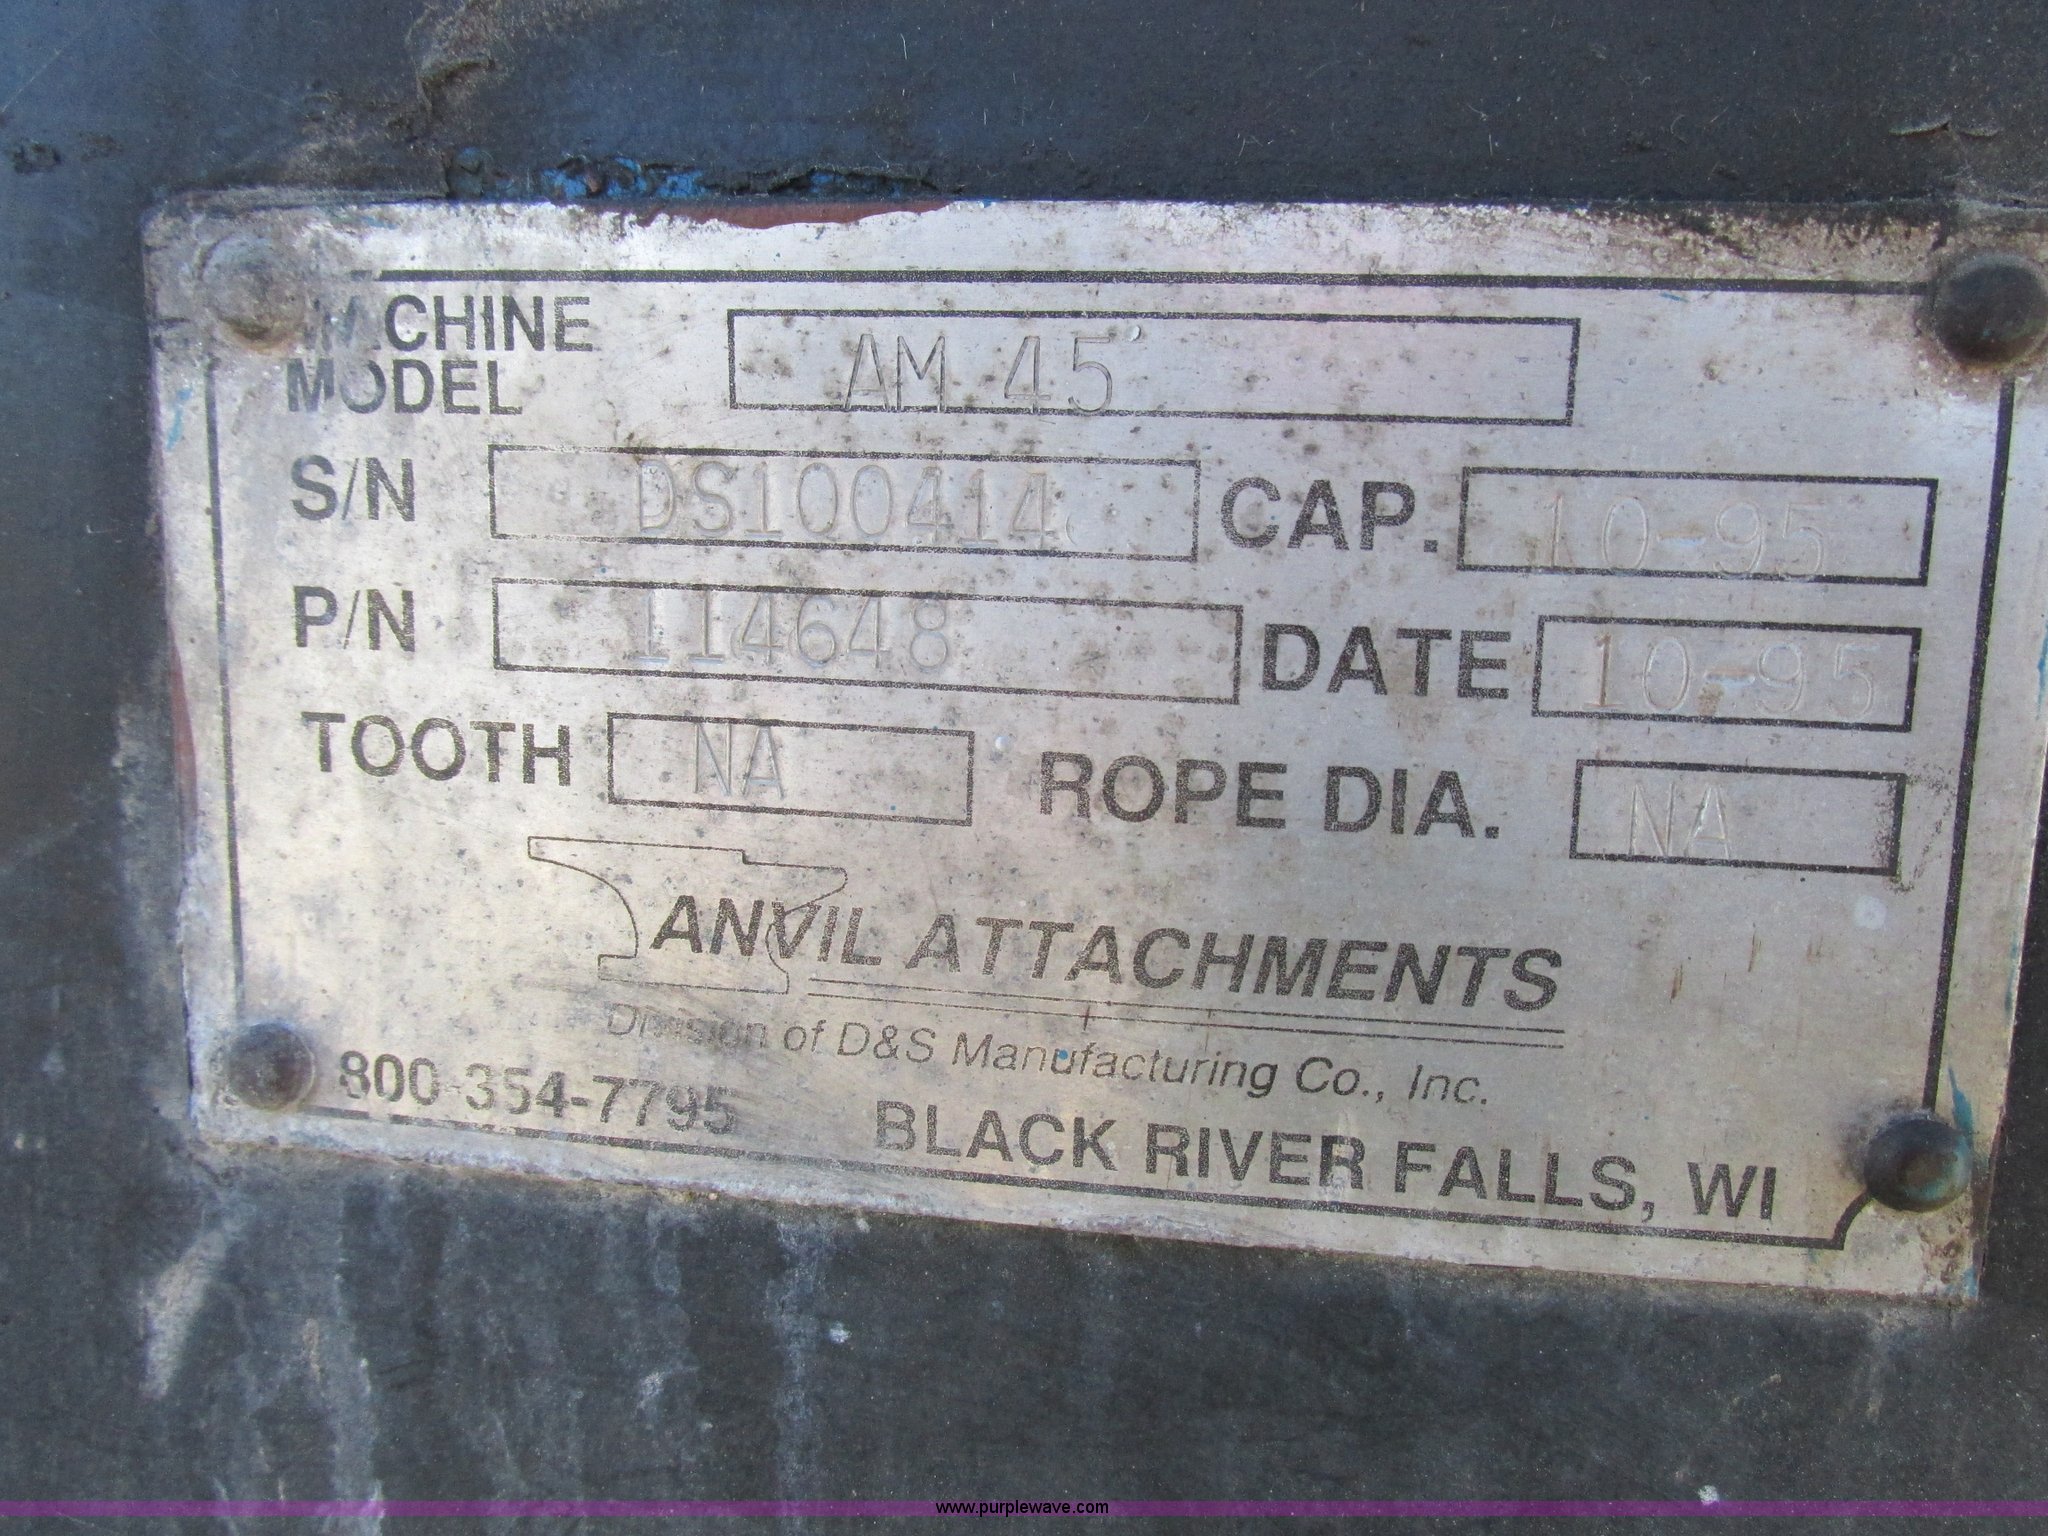 MACHINE MODEL AM 45
S/N DS100414 CAP. 10-95
P/N 114648 DATE 10-95
TOOTH NA ROPE DIA. NA
ANVIL ATTACHMENTS
Division of D&S Manufacturing Co., Inc.
800-354-7795
BLACK RIVER FALLS, WI
www.purplewave.com